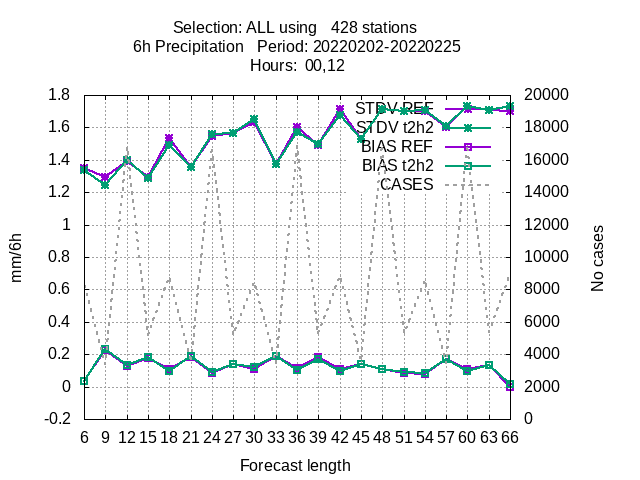 Selection: ALL using   428 stations
6h Precipitation   Period: 20220202-20220225
Hours:  00,12
1.8
1.6
1.4
1.2
1
0.8
0.6
0.4
0.2
0
-0.2
mm/6h
STDV REF
STDV t2h2
BIAS REF
BIAS t2h2
CASES
20000
18000
16000
14000
12000
10000
8000
6000
4000
2000
0
No cases
6 9 12 15 18 21 24 27 30 33 36 39 42 45 48 51 54 57 60 63 66
Forecast length